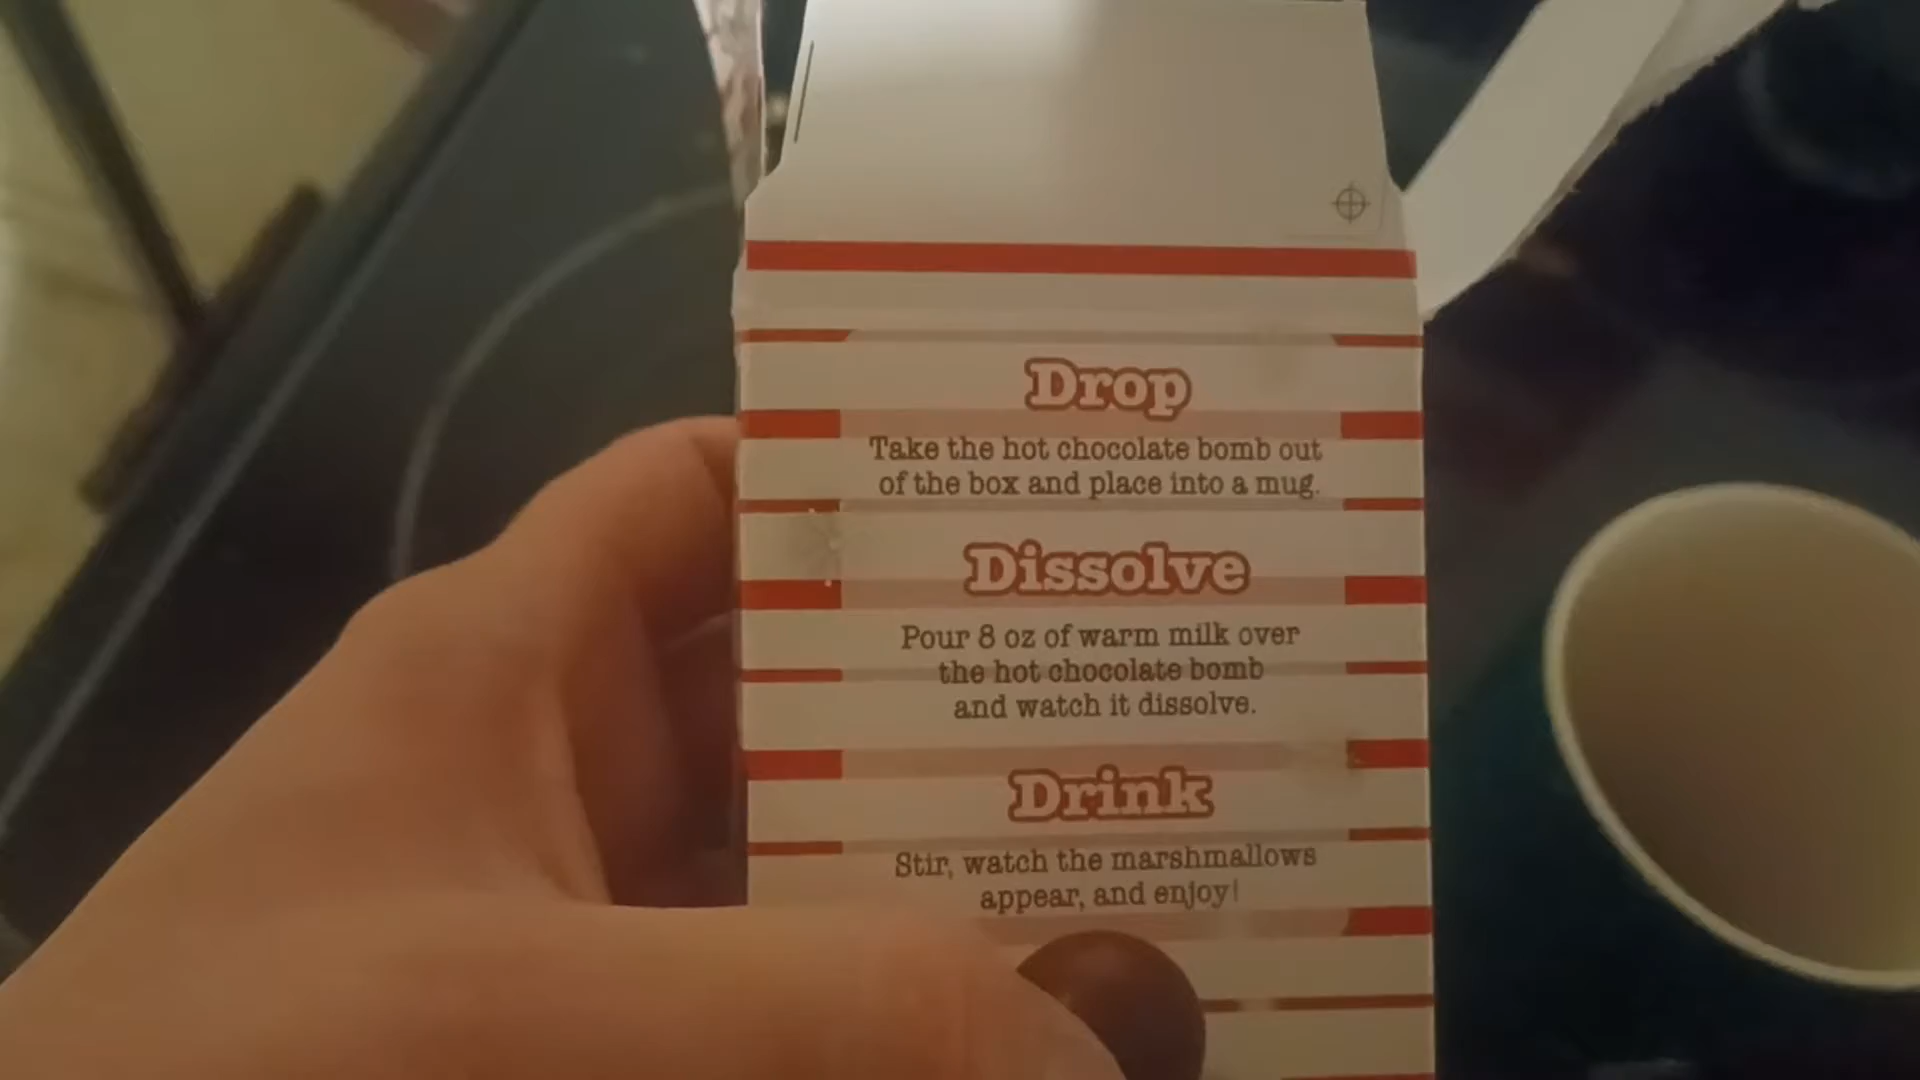 Drop
Take the hot chocolate bomb out
of the box and place into a mug.
Dissolve
Pour 8 oz of warm milk over
the hot chocolate bomb
and watch it dissolve.
Drink
Stir, watch the marshmallows
appear, and enjoy!